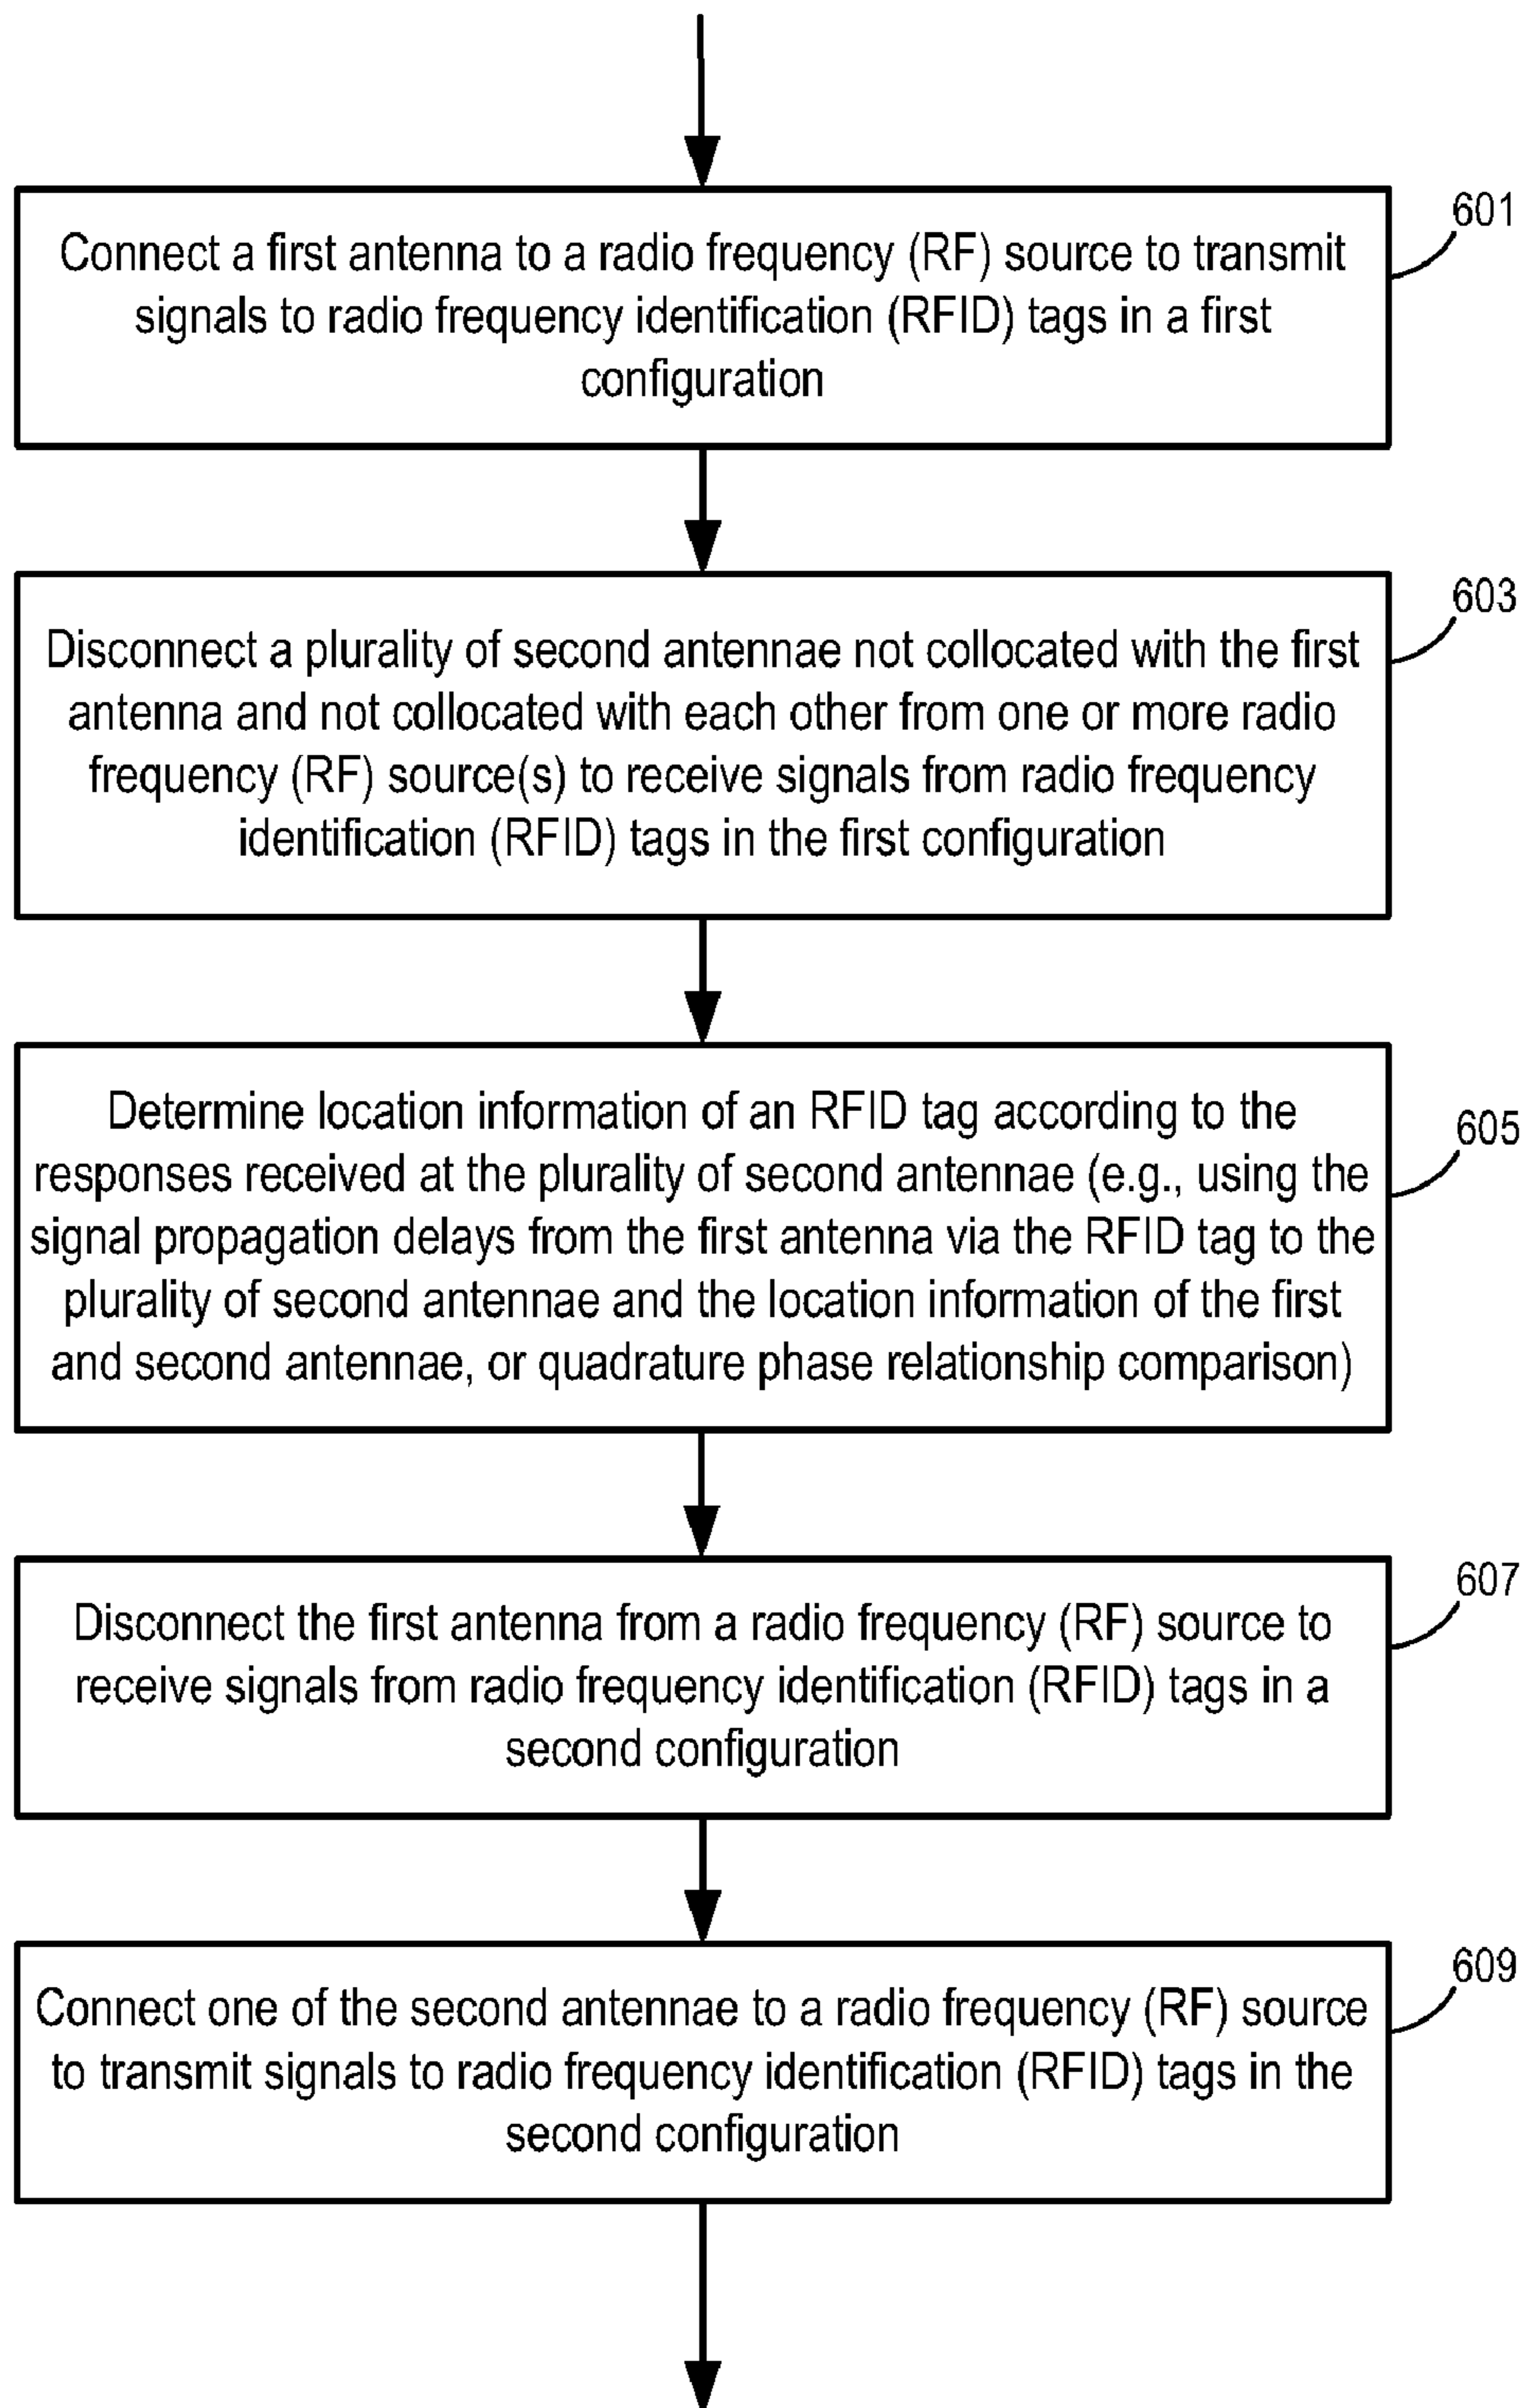 Connect a first antenna to a radio frequency (RF) source to transmit
signals to radio frequency identification (RFID) tags in a first
configuration
601
Disconnect a plurality of second antennae not collocated with the first
antenna and not collocated with each other from one or more radio
frequency (RF) source(s) to receive signals from radio frequency
identification (RFID) tags in the first configuration
603
Determine location information of an RFID tag according to the
responses received at the plurality of second antennae (e.g., using the
signal propagation delays from the first antenna via the RFID tag to the
plurality of second antennae and the location information of the first
and second antennae, or quadrature phase relationship comparison)
605
Disconnect the first antenna from a radio frequency (RF) source to
receive signals from radio frequency identification (RFID) tags in a
second configuration
607
Connect one of the second antennae to a radio frequency (RF) source
to transmit signals to radio frequency identification (RFID) tags in the
second configuration
609